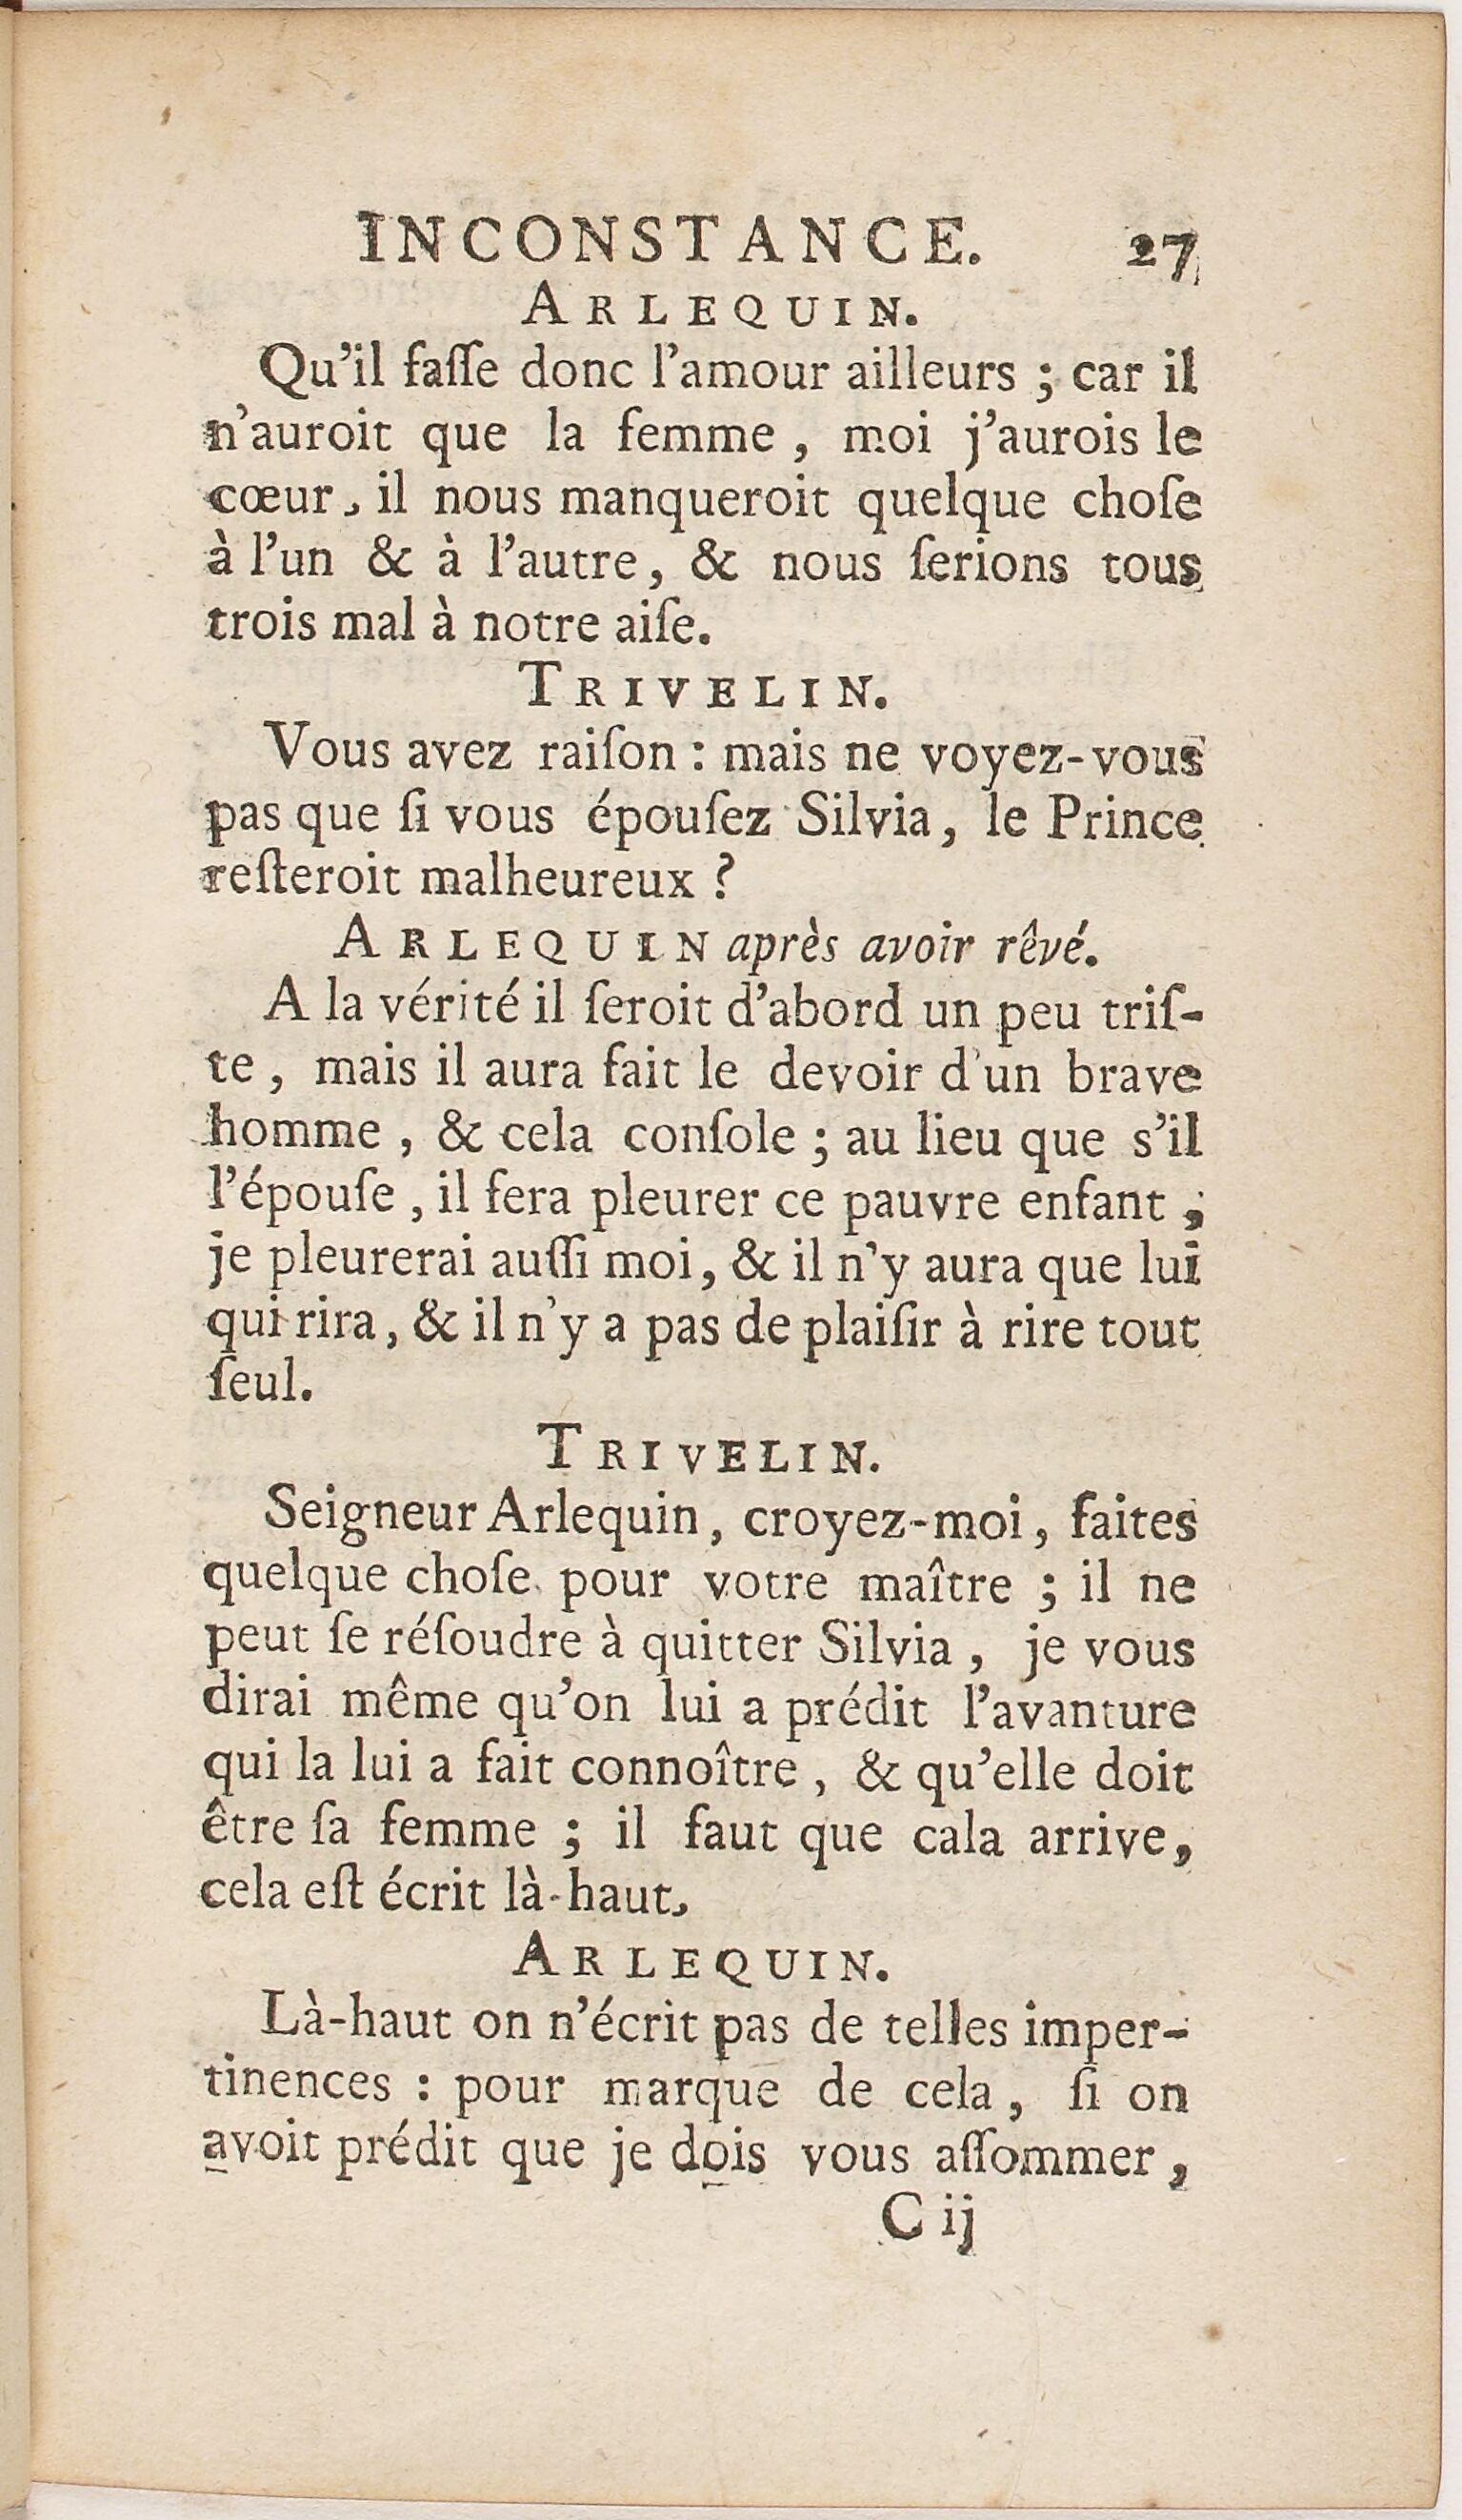 INCONSTANCE. 27
ARLEQUIN.
Qu'il faſſe donc l'amour ailleurs ; car il
n'auroit que la femme , moi j'aurois le
cœur, il nous manqueroit quelque choſe
à l'un & à l'autre, & nous ſerions tous
trois mal à notre aiſe.
TRIVELIN.
Vous avez raiſon : mais ne voyez-vous
pas que ſi vous épouſez Silvia, le Prince
reſteroit malheureux ?
ARLEQUIN après avoir rêvé.
A la vérité il ſeroit d'abord un peu triſ-
te , mais il aura fait le devoir d'un brave
homme , & cela conſole ; au lieu que s'il
l'épouſe , il fera pleurer ce pauvre enfant ;
je pleurerai auſſi moi, & il n'y aura que lui
qui rira, & il n'y a pas de plaiſir à rire tout
ſeul.
TRIVELIN.
Seigneur Arlequin, croyez-moi, faites
quelque choſe pour votre maître ; il ne
peut ſe réſoudre à quitter Silvia , je vous
dirai même qu'on lui a prédit l'avanture
qui la lui a fait connoître , & qu'elle doit
être ſa femme ; il faut que cala arrive,
cela eſt écrit là-haut.
ARLEQUIN.
Là-haut on n'écrit pas de telles imper-
tinences : pour marque de cela, ſi on
avoit prédit que je dois vous aſſommer ,
C ij